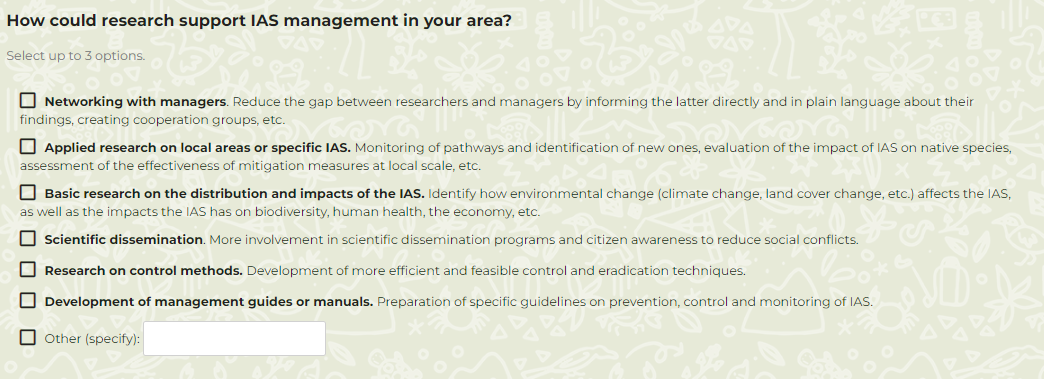 How could research support IAS management in your area?
Select up to 3 options.
Networking with managers. Reduce the gap between researchers and managers by informing the latter directly and in plain language about their
findings, creating cooperation groups, etc.
Applied research on local areas or specific IAS. Monitoring of pathways and identification of new ones, evaluation of the impact of IAS on native species,
assessment of the effectiveness of mitigation measures at local scale, etc.
Basic research on the distribution and impacts of the IAS. Identify how environmental change (climate change, land cover change, etc.) affects the IAS,
as well as the impacts the IAS has on biodiversity, human health, the economy, etc.
Scientific dissemination. More involvement in scientific dissemination programs and citizen awareness to reduce social conflicts.
Research on control methods. Development of more efficient and feasible control and eradication techniques.
Development of management guides or manuals. Preparation of specific guidelines on prevention, control and monitoring of IAS.
Other (specify):